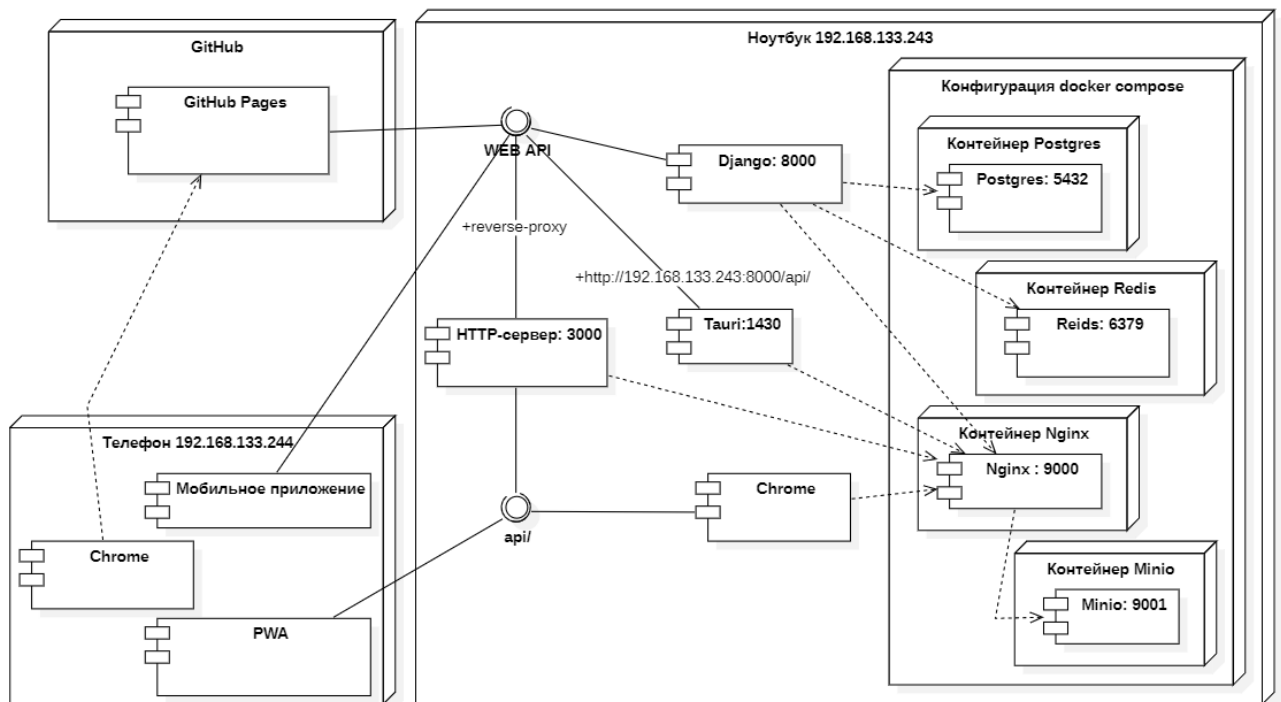 GitHub
GitHub Pages
Ноутбук 192.168.133.243
WEB API
Django: 8000
+reverse-proxy
+http://192.168.133.243:8000/api/
HTTP-сервер: 3000
Tauri:1430
Chrome
api/
Конфигурация docker compose
Контейнер Postgres
Postgres: 5432
Контейнер Redis
Reids: 6379
Контейнер Nginx
Nginx : 9000
Контейнер Minio
Minio: 9001
Телефон 192.168.133.244
Мобильное приложение
Chrome
PWA